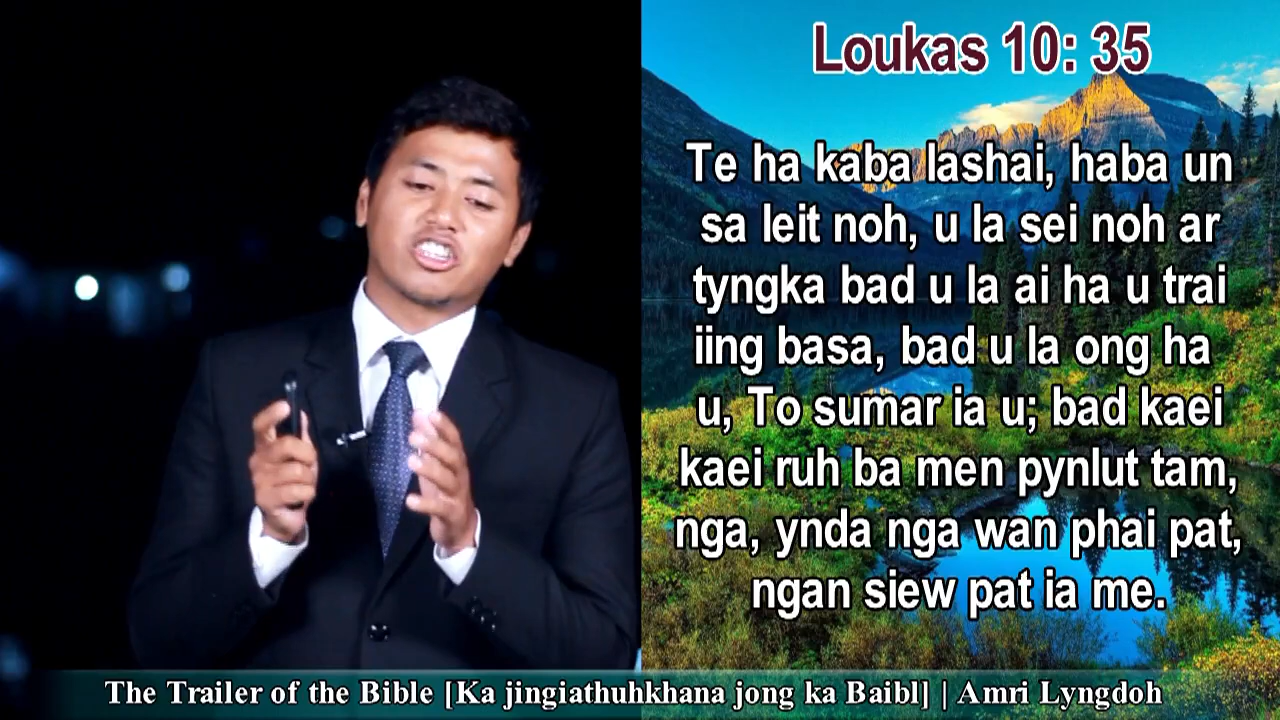 Loukas 10: 35
Te ha kaba lashai, haba un
sa leit noh, u la sei noh ar
tyngka bad u la ai ha u trai
iing basa, bad u la ong ha
u, To sumar ia u; bad kaei
kaei ruh ba men pynlut tam,
nga, ynda nga wan phai pat,
ngan siew pat ia me.
The Trailer of the Bible [Ka jingiathuhkhana jong ka Baibl] | Amri Lyngdoh